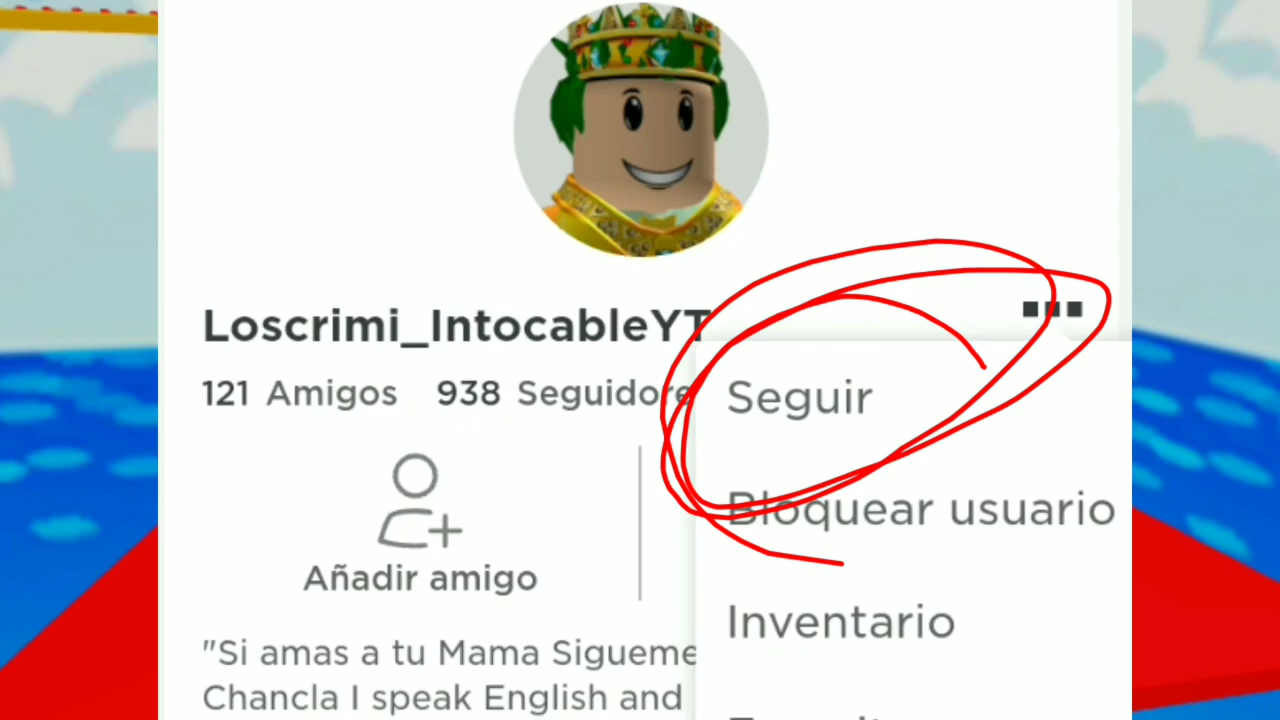 Loscrimi_IntocableYT
121 Amigos 938 Seguidore
Añadir amigo
"Si amas a tu Mama Sigueme
Chancla I speak English and
Seguir
Bloquear usuario
Inventario